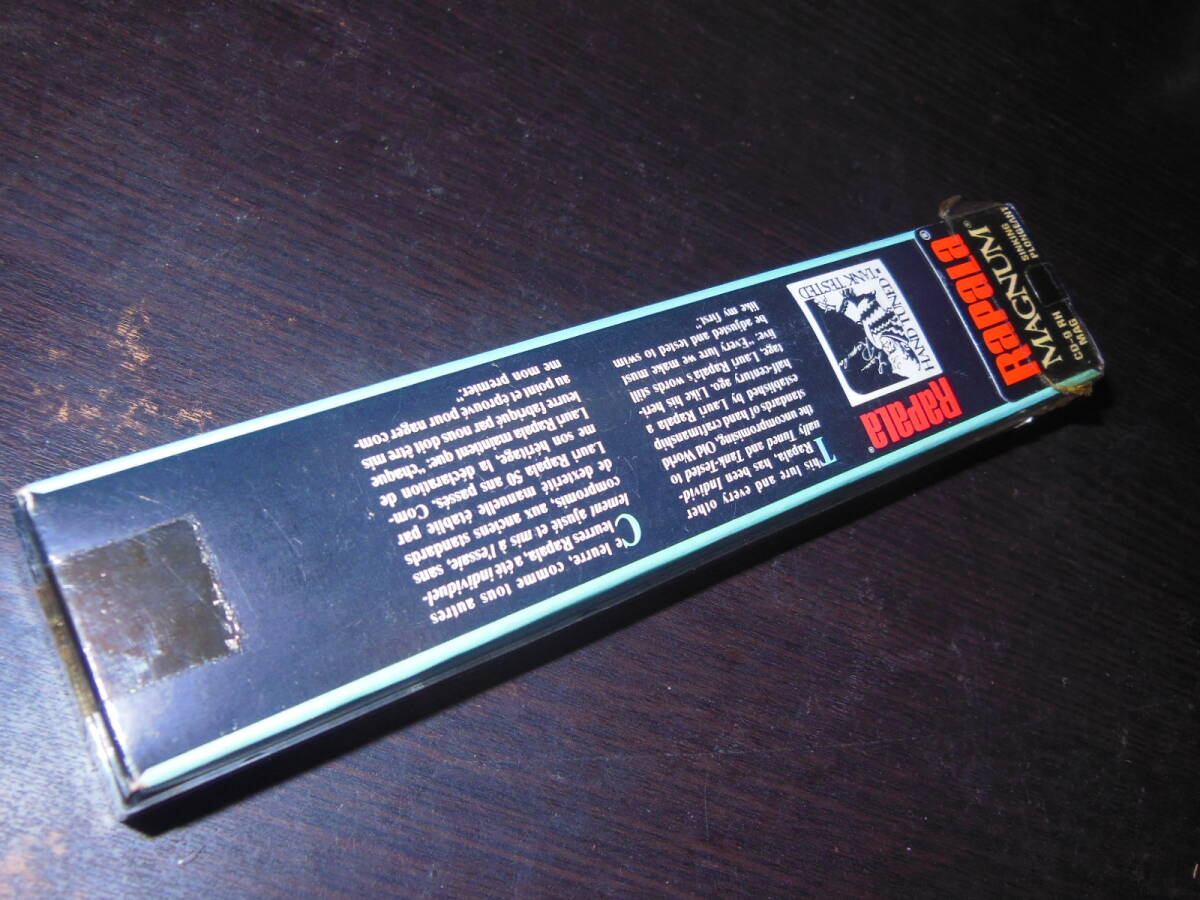 RAPALA®
MAGNUM®
SINKING
PLONGEANT
CD-9 RH
MAG
RAPALA®
HAND TUNED • TANK TESTED
This lure and every other
Rapala, has been Individ-
ually Tuned and Tank-Tested to
the uncompromising, Old World
standards of hand craftmanship
established by Lauri Rapala a
half-century ago. Like his heri-
tage, Lauri Rapala's words still
live: "Every lure we make must
be adjusted and tested to swim
like my first."
Ce leurre, comme tous autres
leurres Rapala, a été individuel-
lement ajusté et mis à l'essaie, sans
compromis, aux anciens standards
de dexterité manuelle établie par
Lauri Rapala 50 ans passés. Com-
me son héritage, la déclaration de
Lauri Rapala maintient que: "chaque
leurre fabriqué par nous doit être mis
au point et éprouvé pour nager com-
me mon premier."